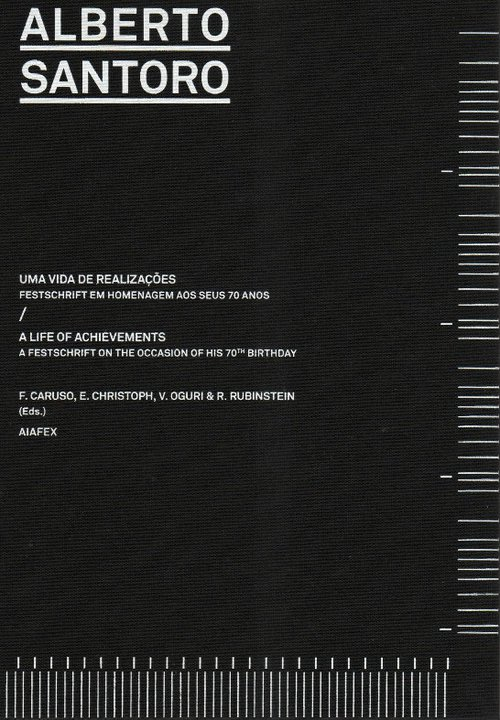 ALBERTO
SANTORO
UMA VIDA DE REALIZAÇÕES
FESTSCHRIFT EM HOMENAGEM AOS SEUS 70 ANOS
/
A LIFE OF ACHIEVEMENTS
A FESTSCHRIFT ON THE OCCASION OF HIS 70TH BIRTHDAY
F. CARUSO, E. CHRISTOPH, V. OGURI & R. RUBINSTEIN
(Eds.)
AIAFEX